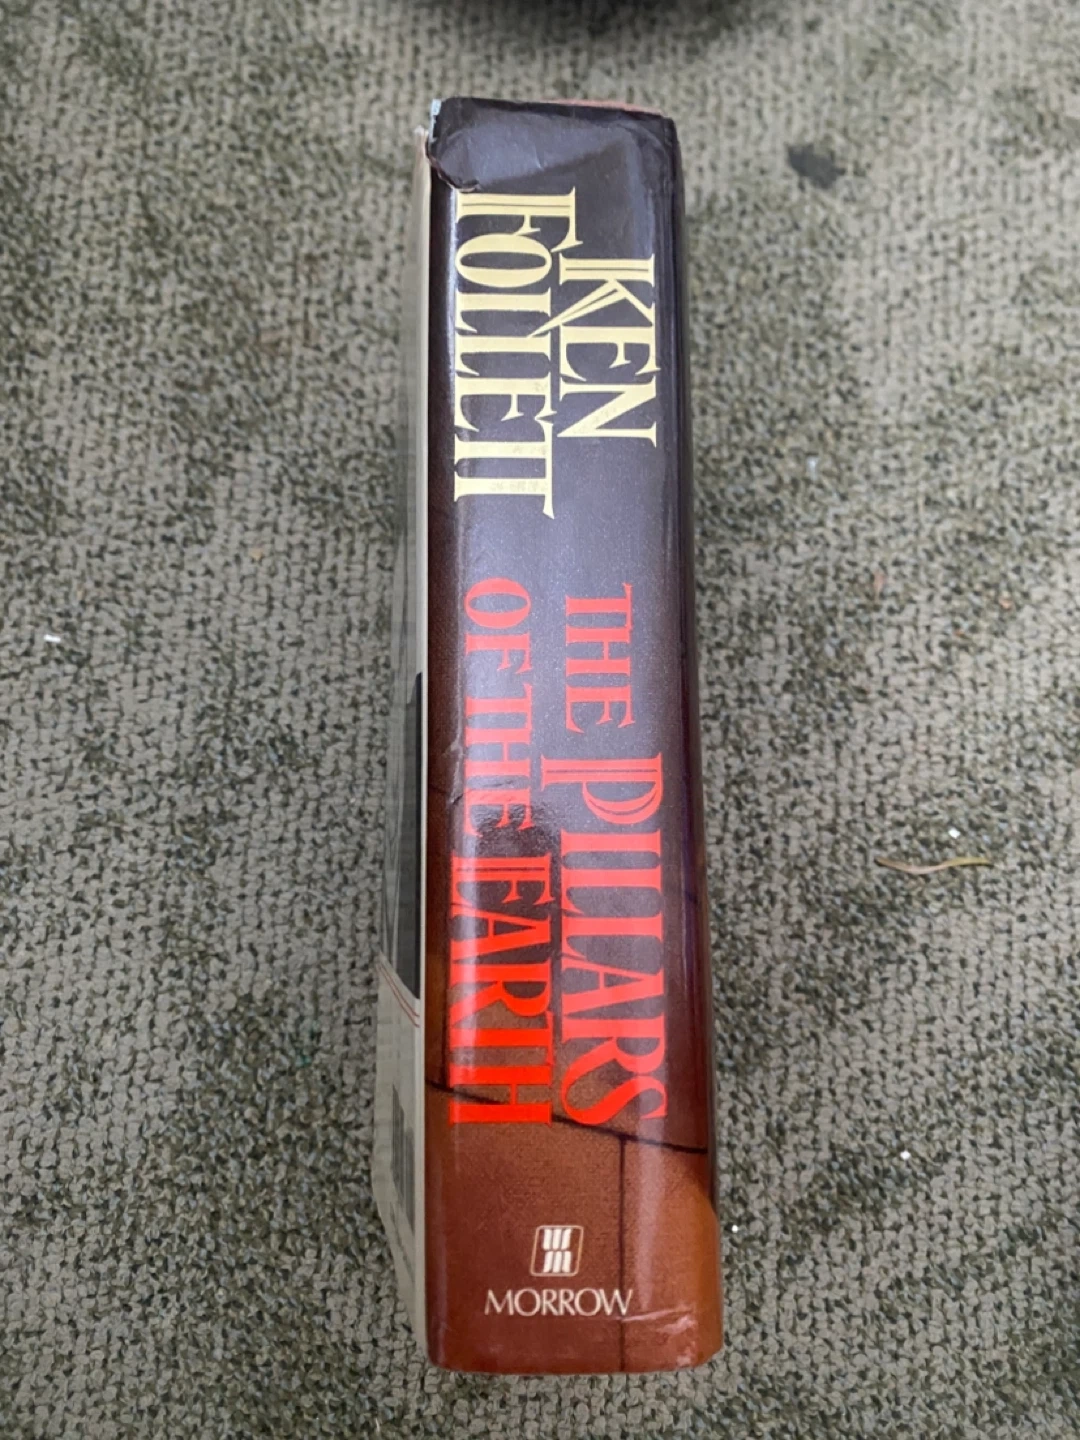 KEN
FOLLETT
THE PILLARS
OF THE EARTH
MORROW